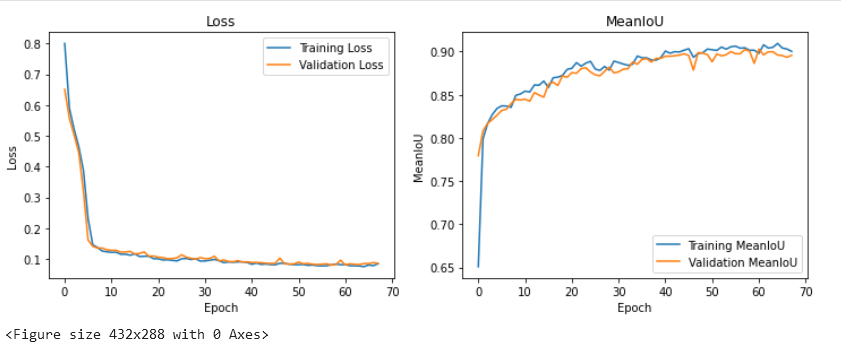 Loss
Training Loss
Validation Loss
0.8
0.7
0.6
0.5
0.4
0.3
0.2
0.1
Loss
0 10 20 30 40 50 60 70
Epoch
MeanIoU
0.90
0.85
0.80
0.75
0.70
0.65
MeanIoU
Training MeanIoU
Validation MeanIoU
0 10 20 30 40 50 60 70
Epoch
<Figure size 432x288 with 0 Axes>